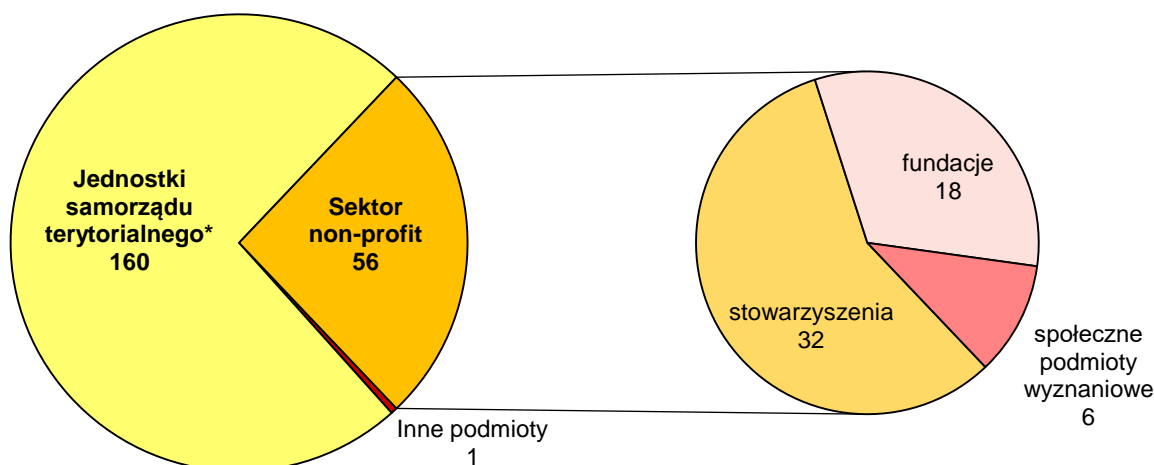 Jednostki
samorządu
terytorialnego*
160
Sektor
non-profit
56
Inne podmioty
1
fundacje
18
stowarzyszenia
32
społeczne
podmioty
wyznaniowe
6